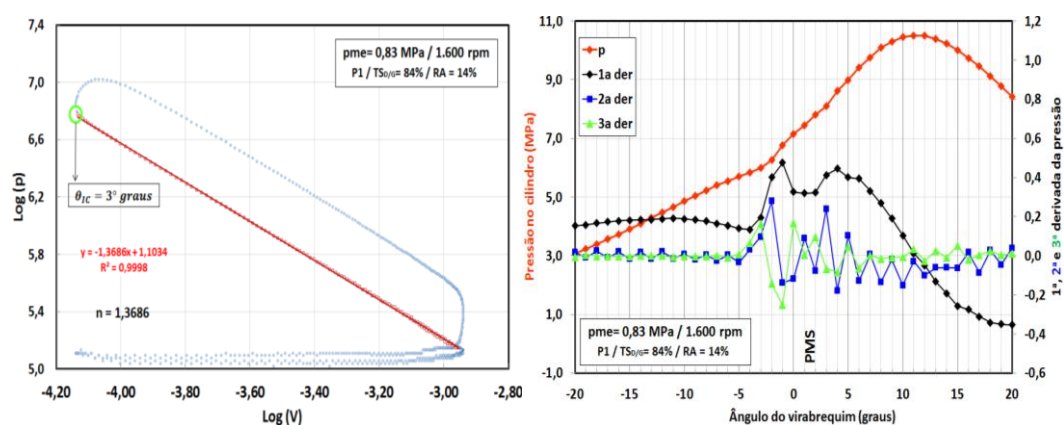 7,4
7,0
6,6
6,2
5,8
5,4
5,0
Log (p)
pme= 0,83 MPa / 1.600 rpm
P1 / TS_D/G= 84% / RA = 14%
θ_IC = 3° graus
y = -1,3686x + 1,1034
R² = 0,9998
n = 1,3686
-4,20 -4,00 -3,80 -3,60 -3,40 -3,20 -3,00 -2,80
Log (V)
11,0
9,0
7,0
5,0
3,0
1,0
-1,0
Pressão no cilindro (MPa)
p
1a der
2a der
3a der
pme= 0,83 MPa / 1.600 rpm
P1 / TS_D/G= 84% / RA = 14%
PMS
-20 -15 -10 -5 0 5 10 15 20
Ângulo do virabrequim (graus)
1,2
1,0
0,8
0,6
0,4
0,2
0,0
-0,2
-0,4
-0,6
1ª, 2ª e 3ª derivada da pressão